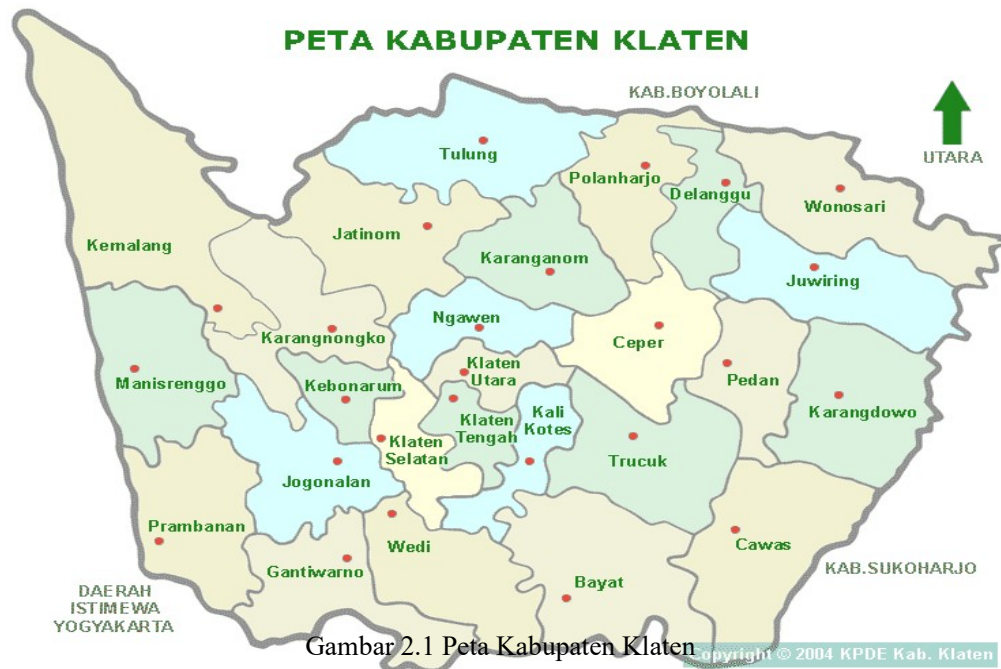 PETA KABUPATEN KLATEN
KAB.BOYOLALI
UTARA
Tulung
Polanharjo
Delanggu
Wonosari
Jatinom
Kemalang
Karanganom
Juwiring
Ngawen
Karangnongko
Ceper
Klaten
Utara
Manisrenggo
Kebonarum
Pedan
Karangdowo
Kali
Kotes
Klaten
Tengah
Klaten
Selatan
Trucuk
Jogonalan
Prambanan
Wedi
Cawas
Gantiwarno
Bayat
KAB.SUKOHARJO
DAERAH
ISTIMEWA
YOGYAKARTA
Gambar 2.1 Peta Kabupaten Klaten
opyright © 2004 KPDE Kab. Klaten